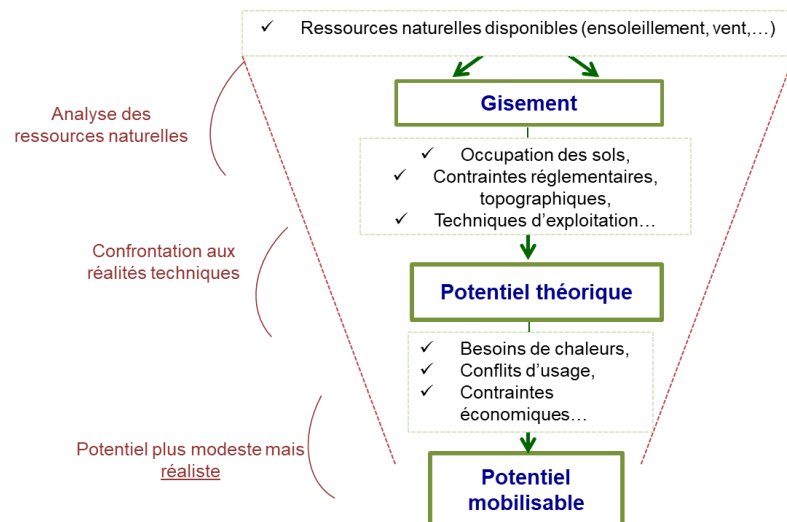 ✓ Ressources naturelles disponibles (ensoleillement, vent,…)
Gisement
Analyse des
ressources naturelles
✓ Occupation des sols,
✓ Contraintes réglementaires,
topographiques,
✓ Techniques d'exploitation…
Confrontation aux
réalités techniques
Potentiel théorique
✓ Besoins de chaleurs,
✓ Conflits d'usage,
✓ Contraintes
économiques…
Potentiel plus modeste mais
réaliste
Potentiel
mobilisable